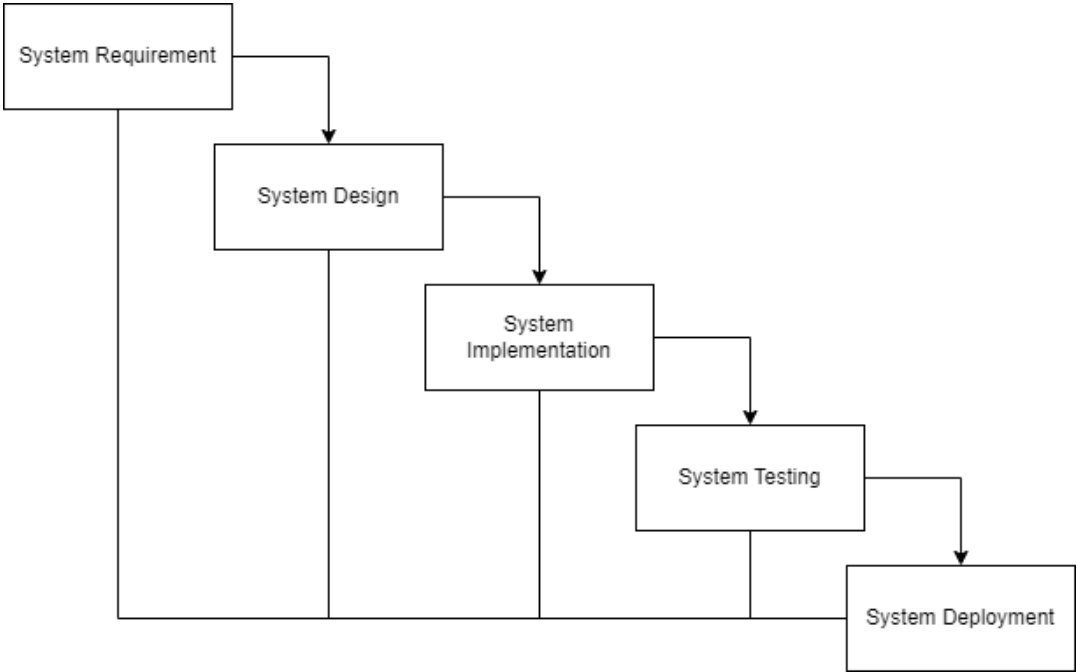 System Requirement
System Design
System
Implementation
System Testing
System Deployment